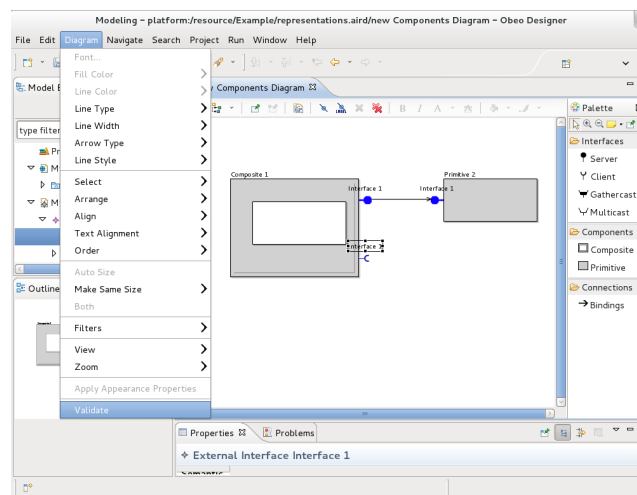 Modeling – platform:/resource/Example/representations.aird/new Components Diagram – Obeo Designer
File Edit Diagram Navigate Search Project Run Window Help
Model E
type filter
Pr
M
M
Outline
Font...
Fill Color
Line Color
Line Type
Line Width
Arrow Type
Line Style
Select
Arrange
Align
Text Alignment
Order
Auto Size
Make Same Size
Both
Filters
View
Zoom
Apply Appearance Properties
Validate
Components Diagram
B I A
Composite 1
Interface 1
Interface 1
Primitive 2
Palette
Interfaces
Server
Client
Gathercast
Multicast
Components
Composite
Primitive
Connections
Bindings
Properties Problems
External Interface Interface 1
Semantic